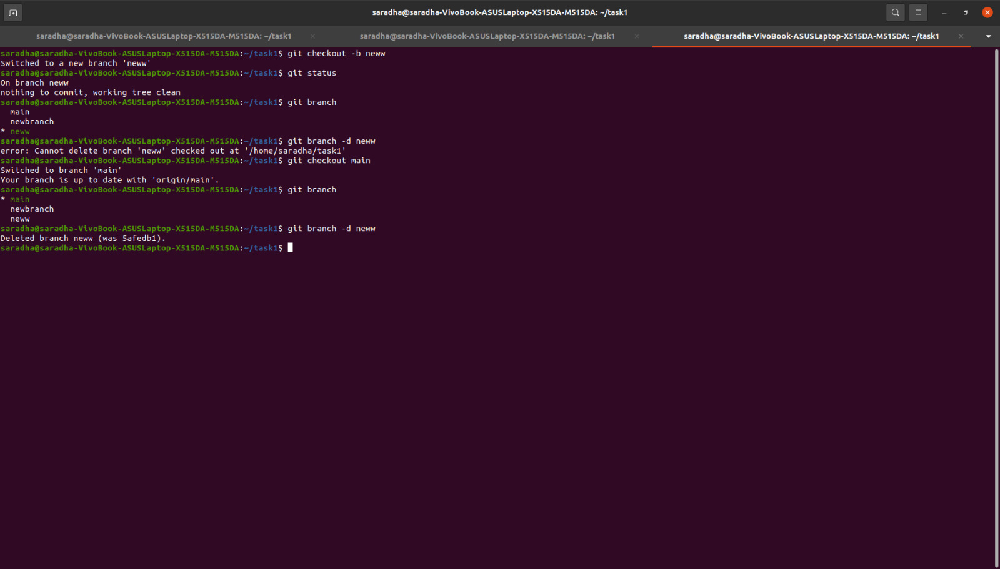 saradha@saradha-VivoBook-ASUSLaptop-X515DA-M515DA: ~/task1
saradha@saradha-VivoBook-ASUSLaptop-X515DA-M515DA: ~/task1 saradha@saradha-VivoBook-ASUSLaptop-X515DA-M515DA: ~/task1 saradha@saradha-VivoBook-ASUSLaptop-X515DA-M515DA: ~/task1
saradha@saradha-VivoBook-ASUSLaptop-X515DA-M515DA:~/task1$ git checkout -b neww
Switched to a new branch 'neww'
saradha@saradha-VivoBook-ASUSLaptop-X515DA-M515DA:~/task1$ git status
On branch neww
nothing to commit, working tree clean
saradha@saradha-VivoBook-ASUSLaptop-X515DA-M515DA:~/task1$ git branch
  main
  newbranch
* neww
saradha@saradha-VivoBook-ASUSLaptop-X515DA-M515DA:~/task1$ git branch -d neww
error: Cannot delete branch 'neww' checked out at '/home/saradha/task1'
saradha@saradha-VivoBook-ASUSLaptop-X515DA-M515DA:~/task1$ git checkout main
Switched to branch 'main'
Your branch is up to date with 'origin/main'.
saradha@saradha-VivoBook-ASUSLaptop-X515DA-M515DA:~/task1$ git branch
* main
  newbranch
  neww
saradha@saradha-VivoBook-ASUSLaptop-X515DA-M515DA:~/task1$ git branch -d neww
Deleted branch neww (was 5afedb1).
saradha@saradha-VivoBook-ASUSLaptop-X515DA-M515DA:~/task1$